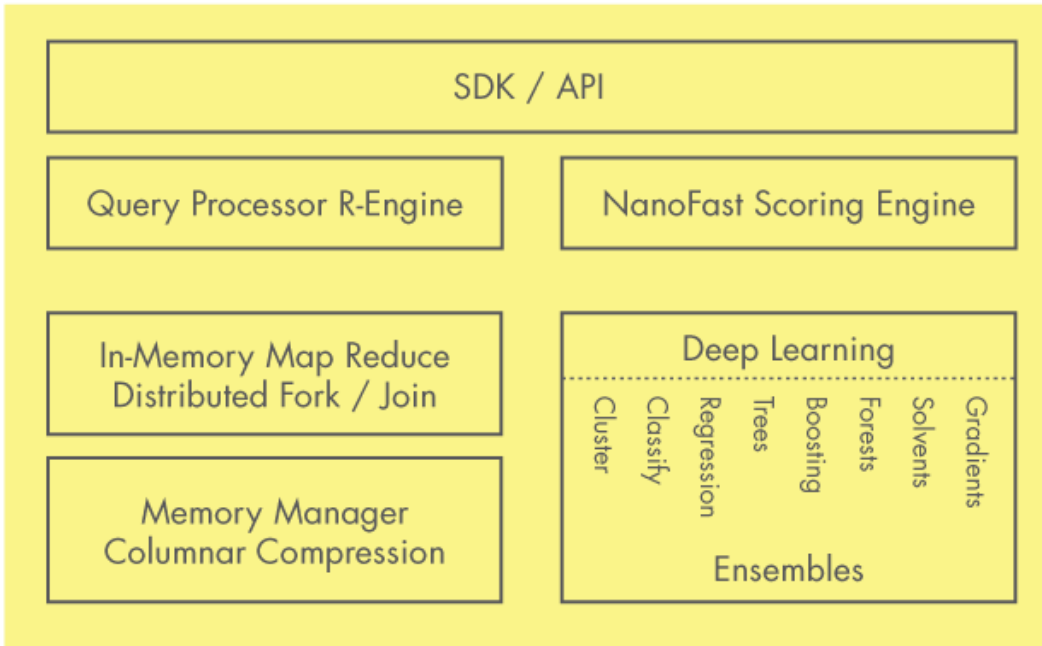 SDK / API
Query Processor R-Engine
NanoFast Scoring Engine
In-Memory Map Reduce
Distributed Fork / Join
Memory Manager
Columnar Compression
Deep Learning
Cluster
Classify
Regression
Trees
Boosting
Forests
Solvents
Gradients
Ensembles